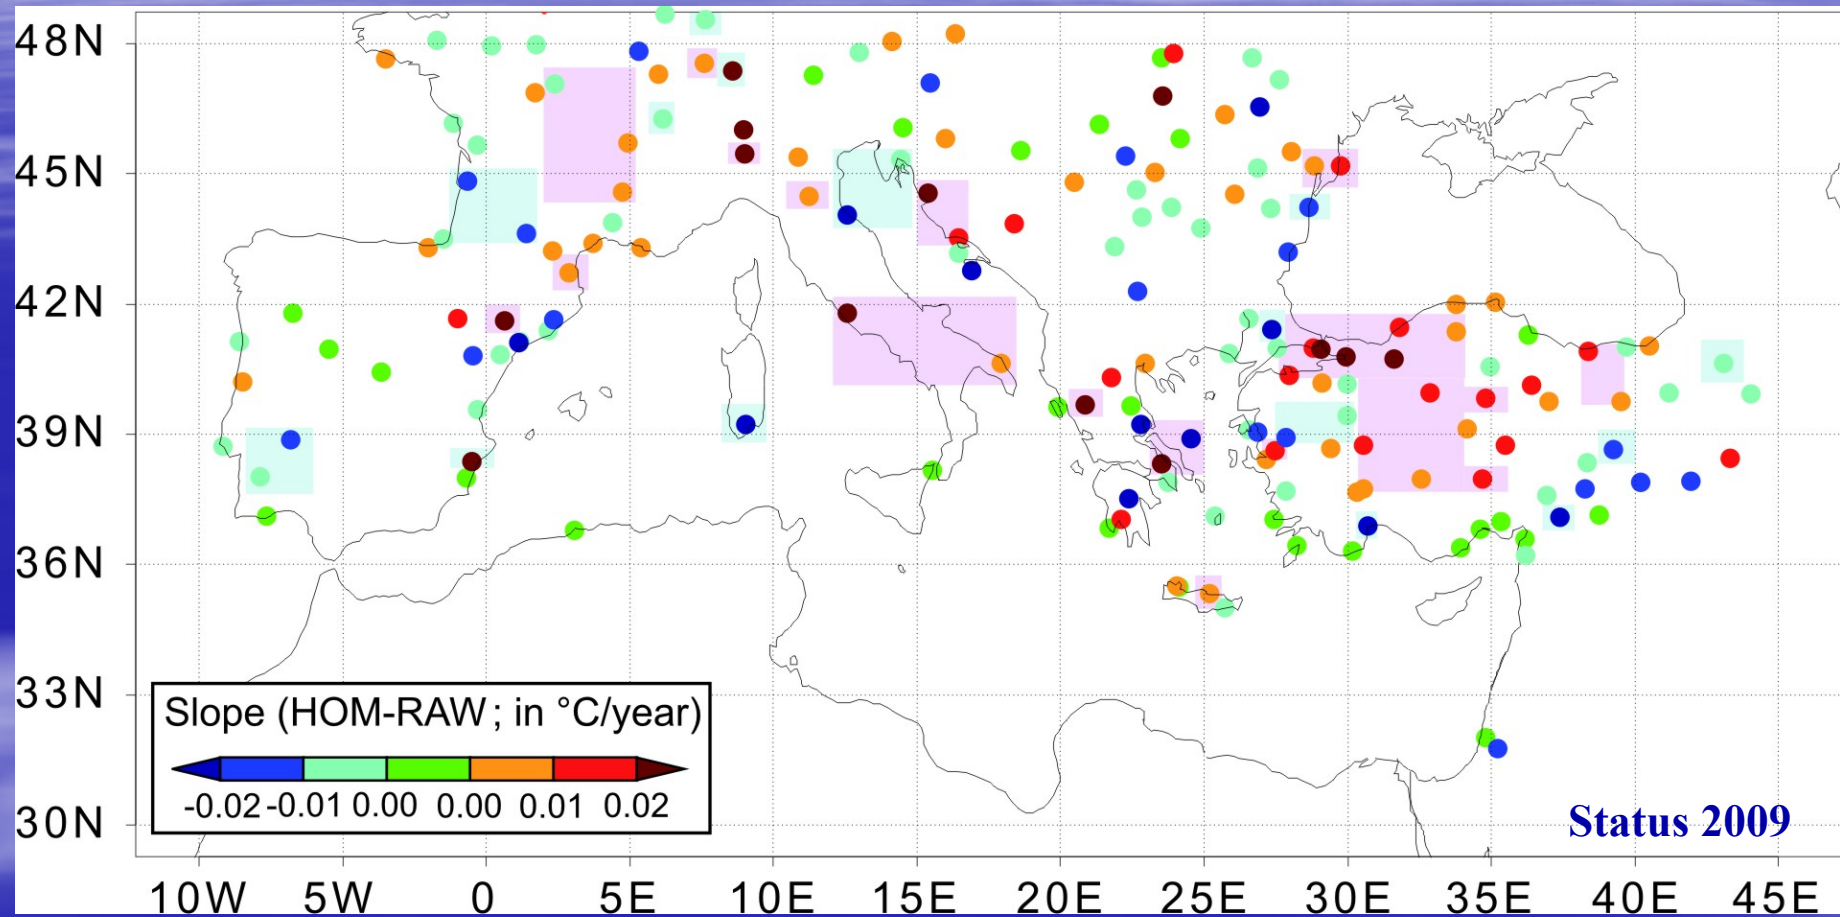 48N
45N
42N
39N
36N
33N
30N
Slope (HOM-RAW; in °C/year)
-0.02 -0.01 0.00 0.00 0.01 0.02
Status 2009
10W 5W 0 5E 10E 15E 20E 25E 30E 35E 40E 45E